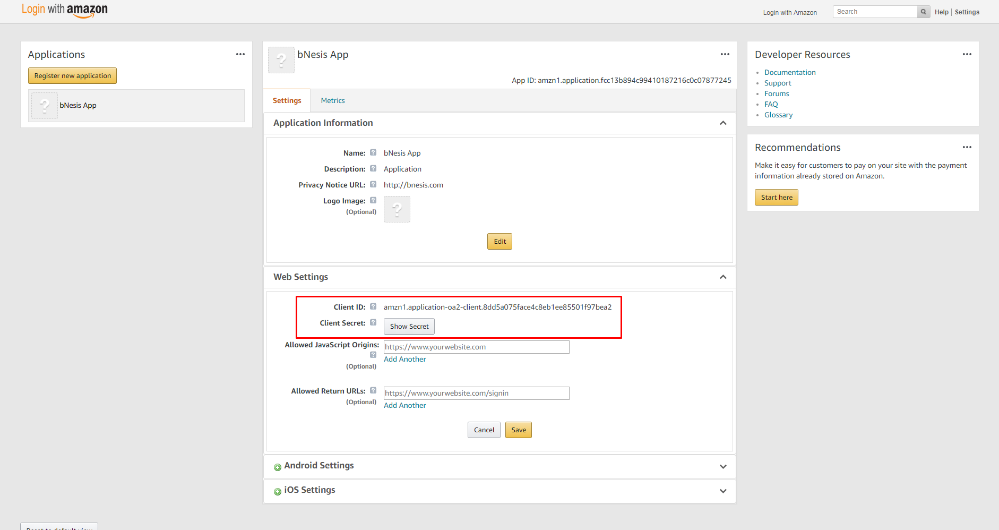 Login with amazon
Login with Amazon
Search
Help | Settings
Applications
Register new application
bNesis App
bNesis App
App ID: amzn1.application.fcc13b894c99410187216c0c07877245
Settings
Metrics
Application Information
Name: ? bNesis App
Description: ? Application
Privacy Notice URL: ? http://bnesis.com
Logo Image: ?
(Optional)
Edit
Web Settings
Client ID: ? amzn1.application-oa2-client.8dd5a075face4c8eb1ee85501f97bea2
Client Secret: ? Show Secret
Allowed JavaScript Origins: https://www.yourwebsite.com
?
Add Another
(Optional)
Allowed Return URLs: ? https://www.yourwebsite.com/signin
(Optional)
Add Another
Cancel
Save
Android Settings
iOS Settings
Developer Resources
Documentation
Support
Forums
FAQ
Glossary
Recommendations
Make it easy for customers to pay on your site with the payment
information already stored on Amazon.
Start here
Reset to default view